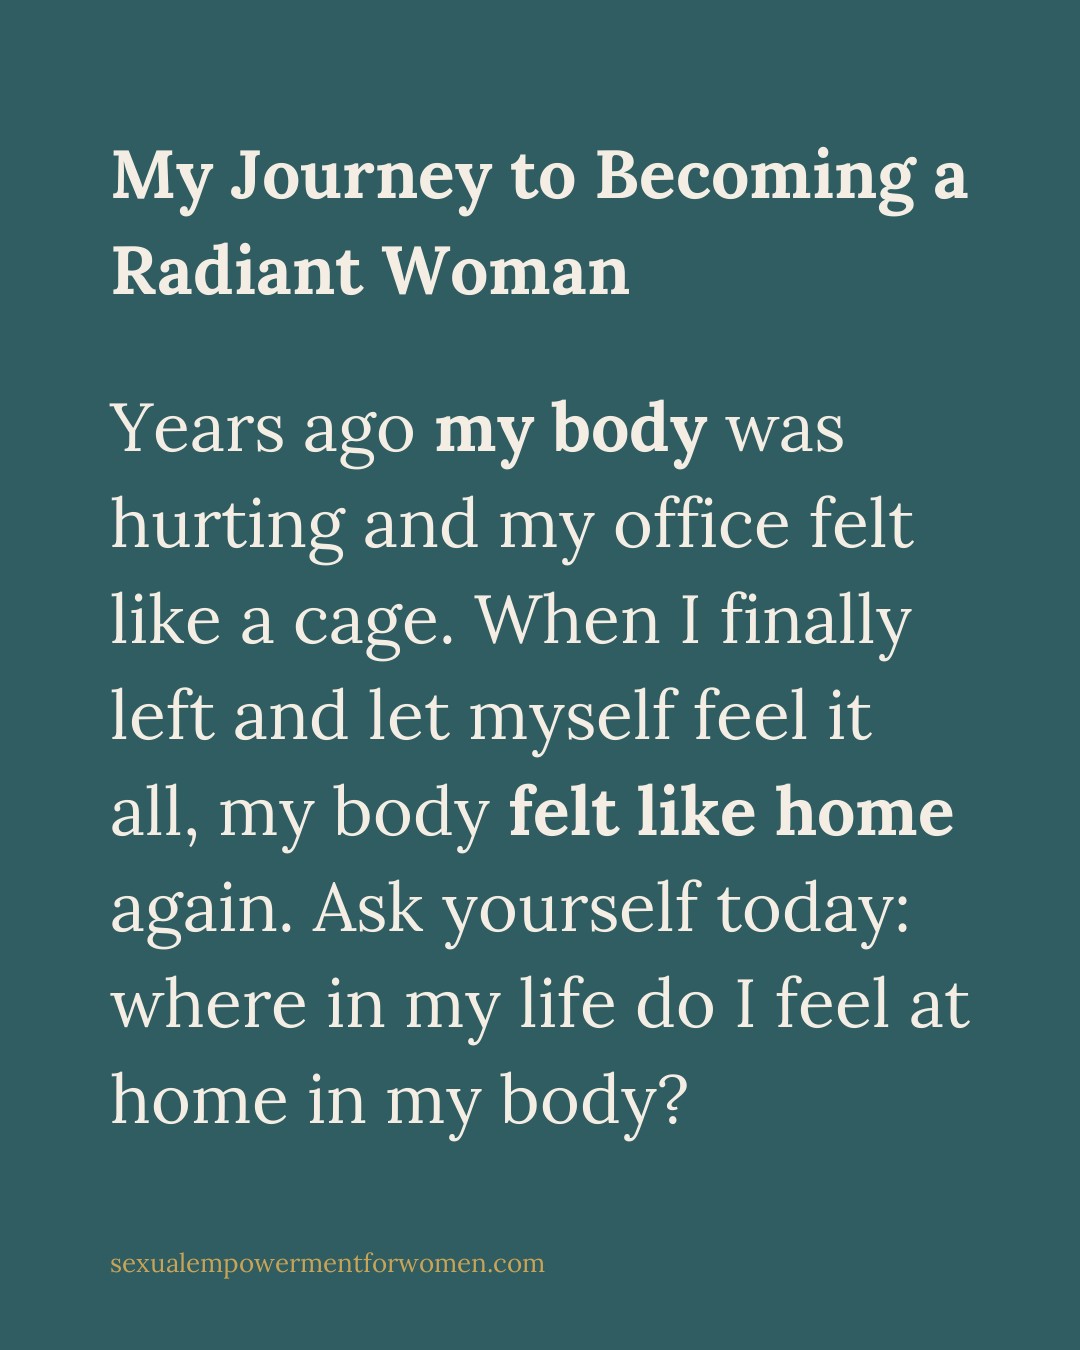 My Journey to Becoming a
Radiant Woman
Years ago my body was
hurting and my office felt
like a cage. When I finally
left and let myself feel it
all, my body felt like home
again. Ask yourself today:
where in my life do I feel at
home in my body?
sexualempowermentforwomen.com